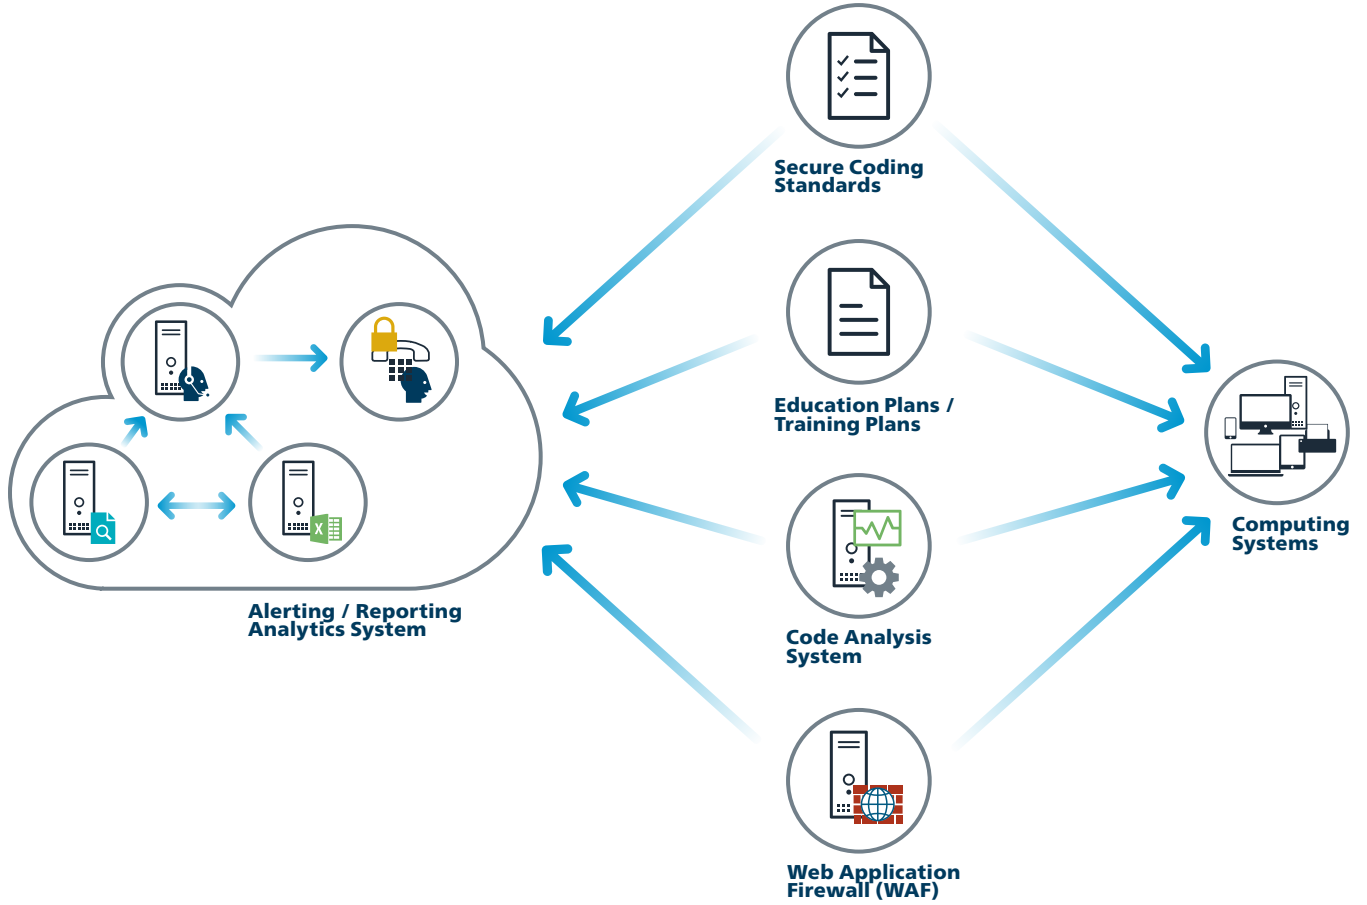 Secure Coding
Standards
Education Plans /
Training Plans
Computing
Systems
X
Alerting / Reporting
Analytics System
Code Analysis
System
Web Application
Firewall (WAF)